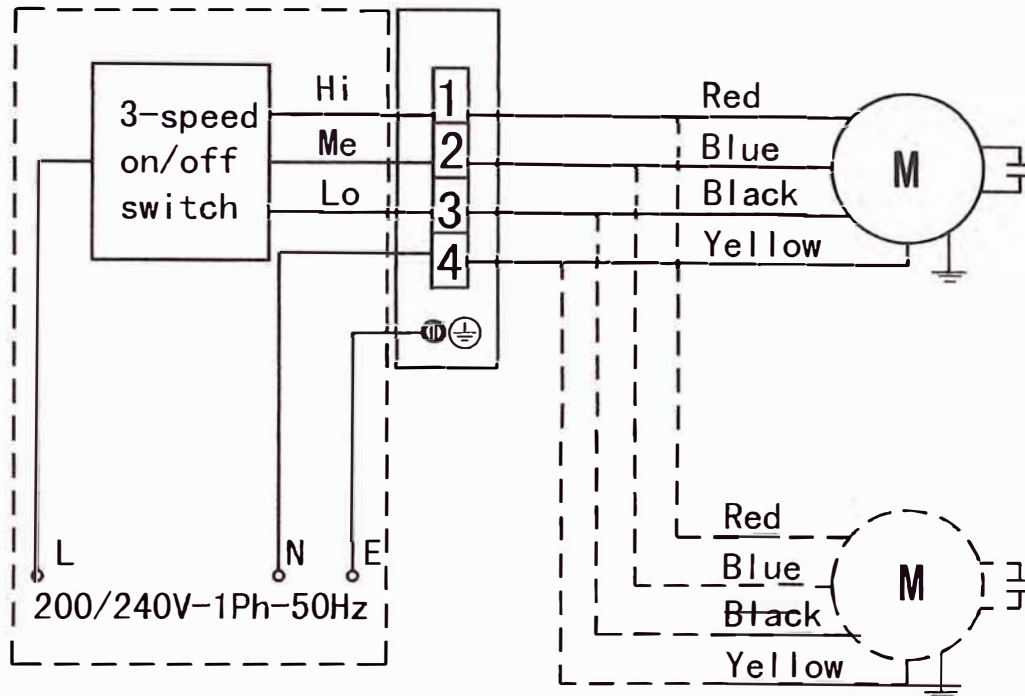 3-speed
on/off
switch
Hi
Me
Lo
1
2
3
4
Red
Blue
Black
Yellow
M
L
N
E
200/240V-1Ph-50Hz
Red
Blue
Black
Yellow
M